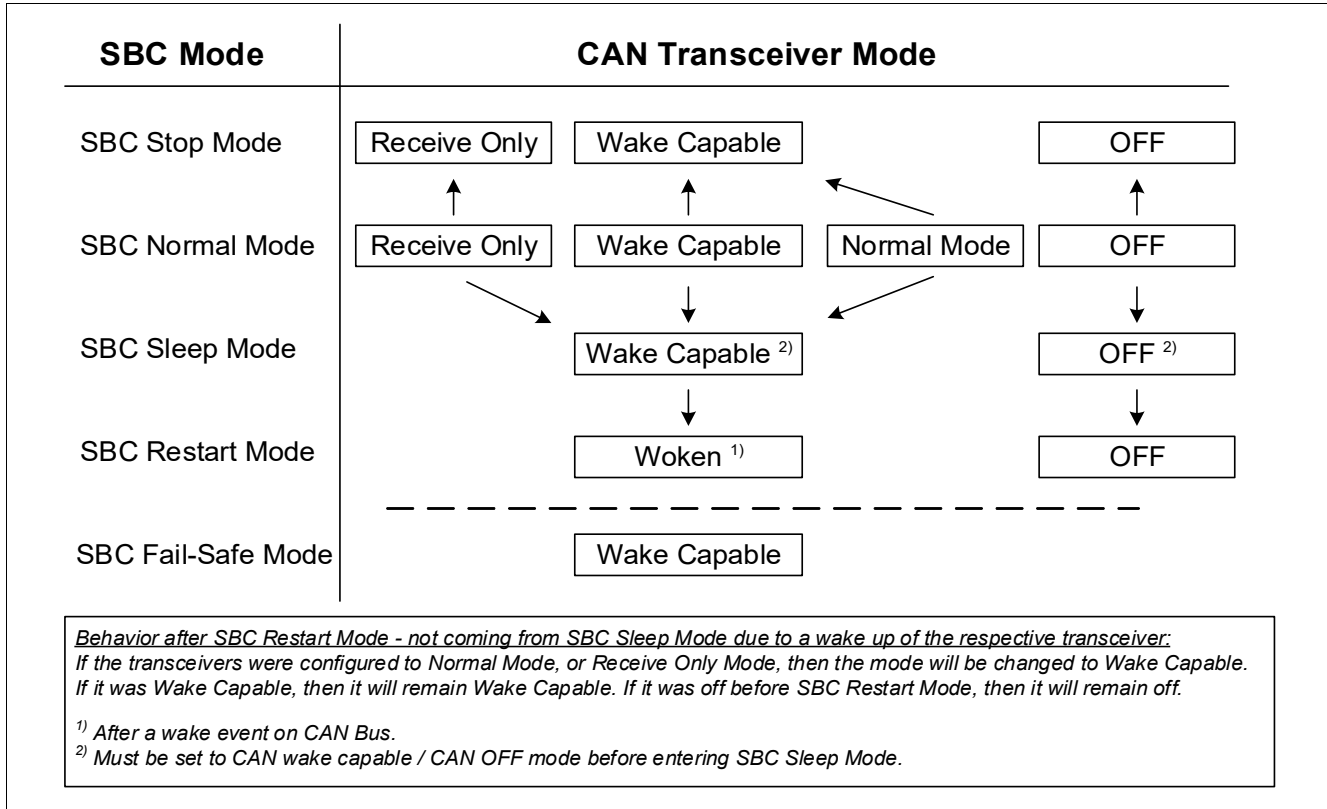 SBC Mode CAN Transceiver Mode
SBC Stop Mode Receive Only Wake Capable OFF
SBC Normal Mode Receive Only Wake Capable Normal Mode OFF
SBC Sleep Mode Wake Capable 2) OFF 2)
SBC Restart Mode Woken 1) OFF
SBC Fail-Safe Mode Wake Capable
Behavior after SBC Restart Mode - not coming from SBC Sleep Mode due to a wake up of the respective transceiver:
If the transceivers were configured to Normal Mode, or Receive Only Mode, then the mode will be changed to Wake Capable.
If it was Wake Capable, then it will remain Wake Capable. If it was off before SBC Restart Mode, then it will remain off.
1) After a wake event on CAN Bus.
2) Must be set to CAN wake capable / CAN OFF mode before entering SBC Sleep Mode.